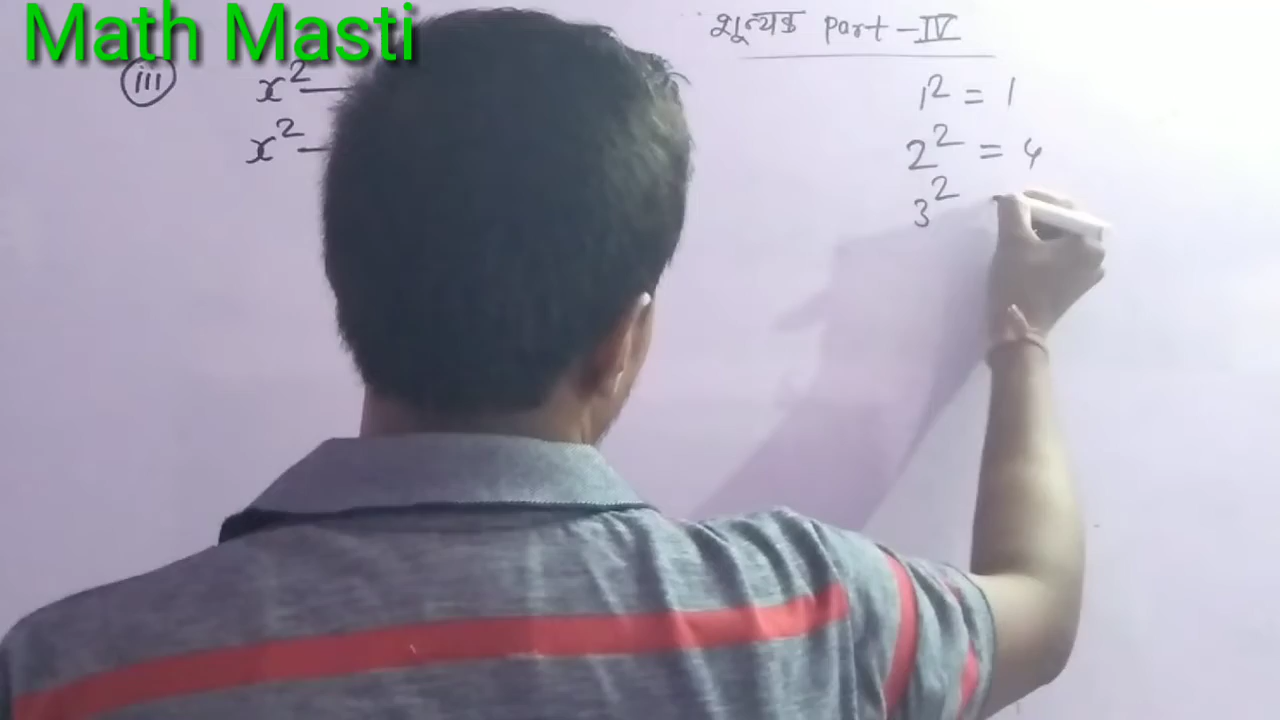 Math Masti
शून्यक Part - IV
(iii) x² —
x² —
1² = 1
2² = 4
3²